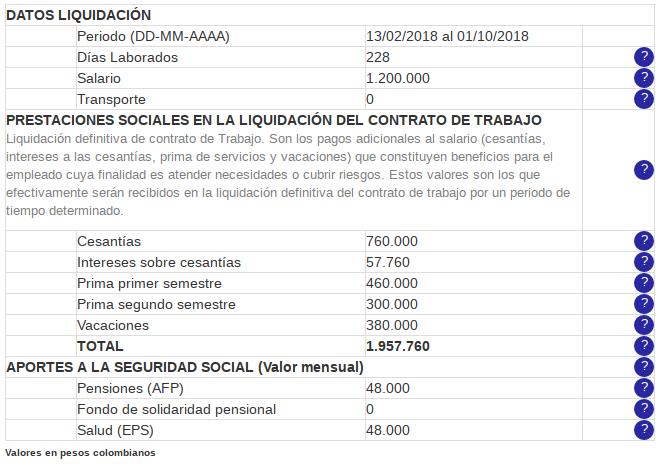 DATOS LIQUIDACIÓN
Periodo (DD-MM-AAAA) 13/02/2018 al 01/10/2018
Días Laborados 228 ?
Salario 1.200.000 ?
Transporte 0 ?
PRESTACIONES SOCIALES EN LA LIQUIDACIÓN DEL CONTRATO DE TRABAJO
Liquidación definitiva de contrato de Trabajo. Son los pagos adicionales al salario (cesantías,
intereses a las cesantías, prima de servicios y vacaciones) que constituyen beneficios para el
empleado cuya finalidad es atender necesidades o cubrir riesgos. Estos valores son los que ?
efectivamente serán recibidos en la liquidación definitiva del contrato de trabajo por un periodo de
tiempo determinado.
Cesantías 760.000 ?
Intereses sobre cesantías 57.760 ?
Prima primer semestre 460.000 ?
Prima segundo semestre 300.000 ?
Vacaciones 380.000 ?
TOTAL 1.957.760 ?
APORTES A LA SEGURIDAD SOCIAL (Valor mensual) ?
Pensiones (AFP) 48.000 ?
Fondo de solidaridad pensional 0 ?
Salud (EPS) 48.000 ?
Valores en pesos colombianos